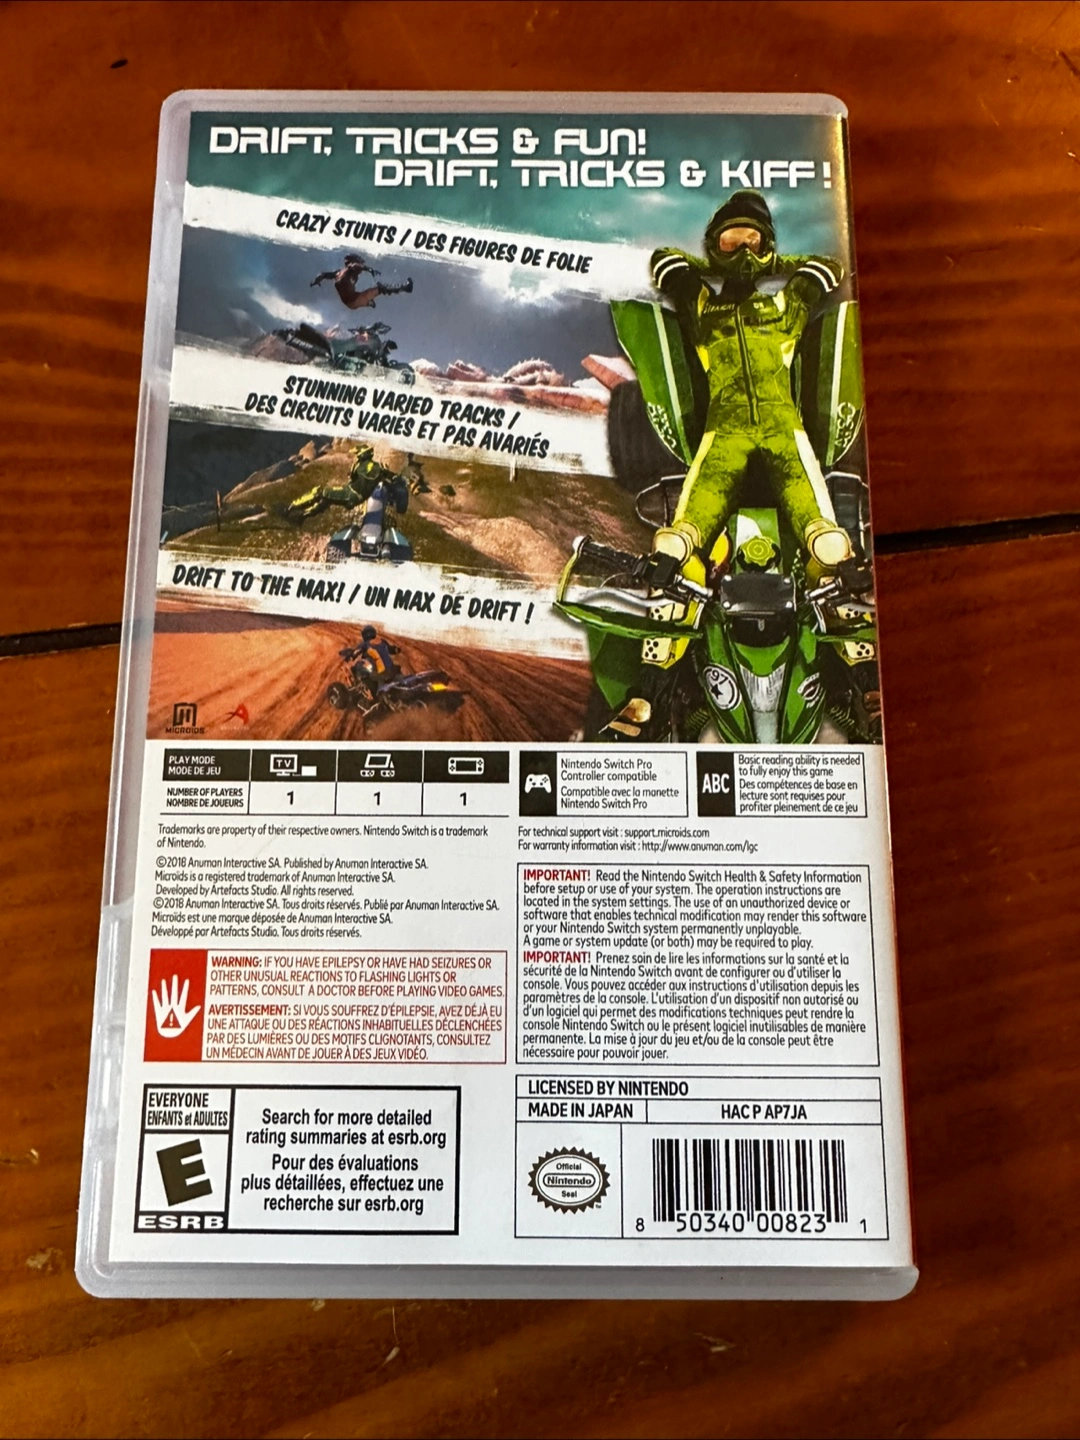 DRIFT, TRICKS & FUN!
DRIFT, TRICKS & KIFF !
CRAZY STUNTS / DES FIGURES DE FOLIE
STUNNING VARIED TRACKS /
DES CIRCUITS VARIES ET PAS AVARIÉS
DRIFT TO THE MAX! / UN MAX DE DRIFT !
97
MICROIDS
PLAY MODE
MODE DE JEU
TV
NUMBER OF PLAYERS
NOMBRE DE JOUEURS
1
1
1
Nintendo Switch Pro
Controller compatible
Compatible avec la manette
Nintendo Switch Pro
ABC
Basic reading ability is needed
to fully enjoy this game
Des compétences de base en
lecture sont requises pour
profiter pleinement de ce jeu
Trademarks are property of their respective owners. Nintendo Switch is a trademark
of Nintendo.
©2018 Anuman Interactive SA. Published by Anuman Interactive SA.
Microids is a registered trademark of Anuman Interactive SA.
Developed by Artefacts Studio. All rights reserved.
©2018 Anuman Interactive SA. Tous droits réservés. Publié par Anuman Interactive SA.
Microïds est une marque déposée de Anuman Interactive SA.
Développé par Artefacts Studio. Tous droits réservés.
For technical support visit : support.microids.com
For warranty information visit : http://www.anuman.com/lgc
WARNING: IF YOU HAVE EPILEPSY OR HAVE HAD SEIZURES OR
OTHER UNUSUAL REACTIONS TO FLASHING LIGHTS OR
PATTERNS, CONSULT A DOCTOR BEFORE PLAYING VIDEO GAMES.
AVERTISSEMENT: SI VOUS SOUFFREZ D'ÉPILEPSIE, AVEZ DÉJÀ EU
UNE ATTAQUE OU DES RÉACTIONS INHABITUELLES DÉCLENCHÉES
PAR DES LUMIÈRES OU DES MOTIFS CLIGNOTANTS, CONSULTEZ
UN MÉDECIN AVANT DE JOUER À DES JEUX VIDÉO.
IMPORTANT! Read the Nintendo Switch Health & Safety Information
before setup or use of your system. The operation instructions are
located in the system settings. The use of an unauthorized device or
software that enables technical modification may render this software
or your Nintendo Switch system permanently unplayable.
A game or system update (or both) may be required to play.
IMPORTANT! Prenez soin de lire les informations sur la santé et la
sécurité de la Nintendo Switch avant de configurer ou d'utiliser la
console. Vous pouvez accéder aux instructions d'utilisation depuis les
paramètres de la console. L'utilisation d'un dispositif non autorisé ou
d'un logiciel qui permet des modifications techniques peut rendre la
console Nintendo Switch ou le présent logiciel inutilisables de manière
permanente. La mise à jour du jeu et/ou de la console peut être
nécessaire pour pouvoir jouer.
EVERYONE
ENFANTS et ADULTES
E
ESRB
Search for more detailed
rating summaries at esrb.org
Pour des évaluations
plus détaillées, effectuez une
recherche sur esrb.org
LICENSED BY NINTENDO
MADE IN JAPAN
HAC P AP7JA
Official
Nintendo
Seal
8 50340 00823 1